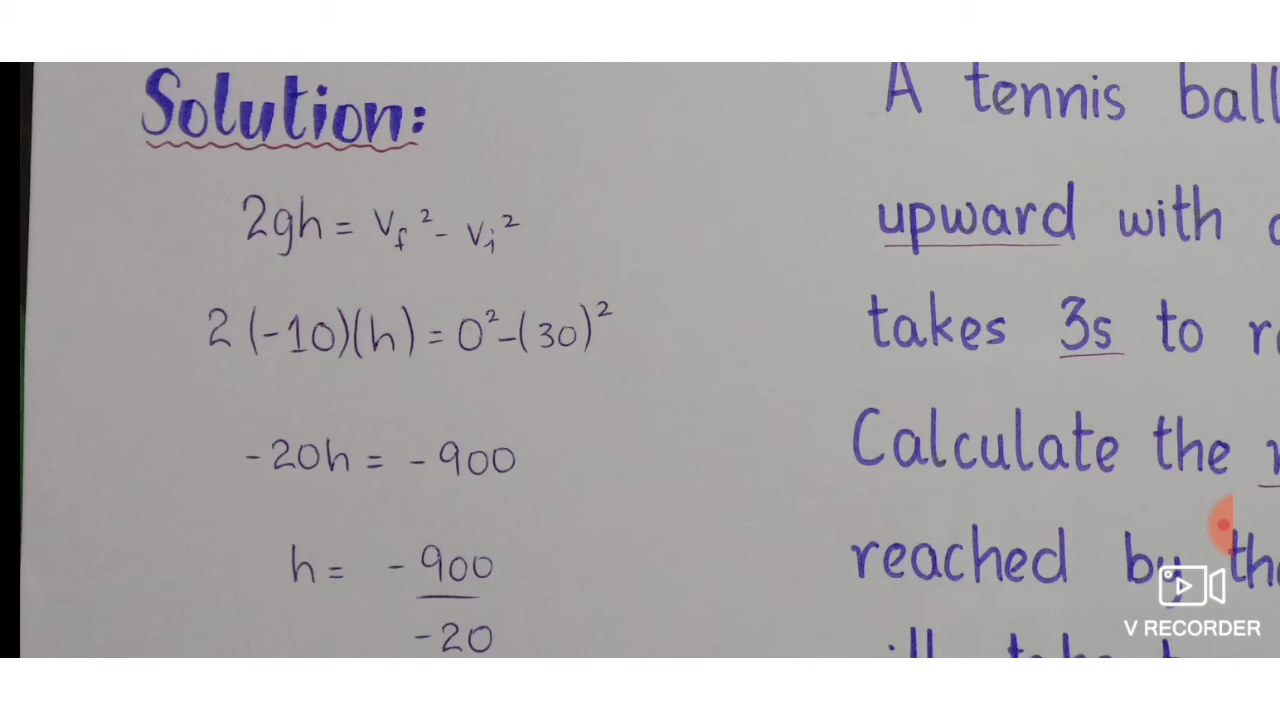 Solution:
2gh = vf² - vi²
2(-10)(h) = 0² -(30)²
-20h = -900
h = -900
-20
A tennis ball
upward with
takes 3s to
Calculate the
reached by
V RECORDER